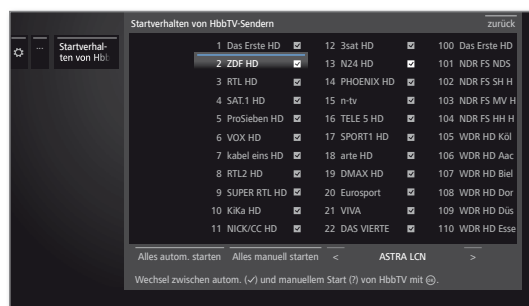 Startverhalten von HbbTV-Sendern
zurück
...
Startverhal-
ten von Hbb
1 Das Erste HD 12 3sat HD 100 Das Erste HD
2 ZDF HD 13 N24 HD 101 NDR FS NDS
3 RTL HD 14 PHOENIX HD 102 NDR FS SH H
4 SAT.1 HD 15 n-tv 103 NDR FS MV H
5 ProSieben HD 16 TELE 5 HD 104 NDR FS HH H
6 VOX HD 17 SPORT1 HD 105 WDR HD Köl
7 kabel eins HD 18 arte HD 106 WDR HD Aac
8 RTL2 HD 19 DMAX HD 107 WDR HD Biel
9 SUPER RTL HD 20 Eurosport 108 WDR HD Dor
10 KiKa HD 21 VIVA 109 WDR HD Düs
11 NICK/CC HD 22 DAS VIERTE 110 WDR HD Esse
Alles autom. starten Alles manuell starten < ASTRA LCN >
Wechsel zwischen autom. (✓) und manuellem Start (?) von HbbTV mit OK.